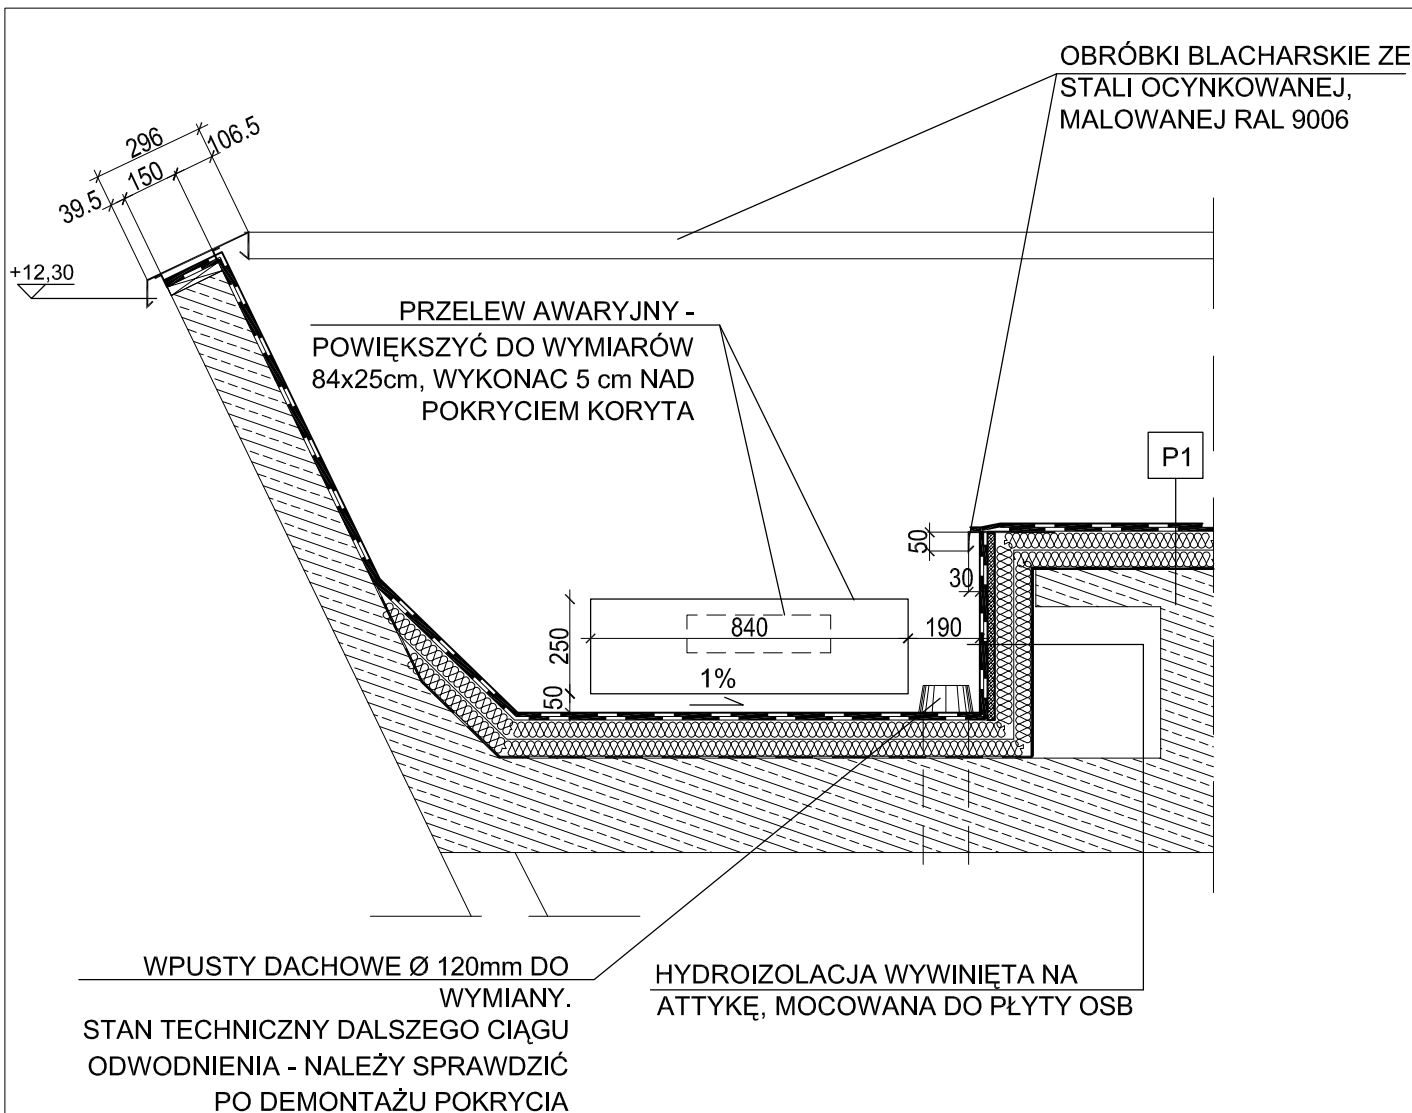 OBRÓBKI BLACHARSKIE ZE
STALI OCYNKOWANEJ,
MALOWANEJ RAL 9006
296
106.5
150
39.5
+12,30
PRZELEW AWARYJNY -
POWIĘKSZYĆ DO WYMIARÓW
84x25cm, WYKONAC 5 cm NAD
POKRYCIEM KORYTA
P1
50
30
840
190
250
50
1%
WPUSTY DACHOWE Ø 120mm DO
WYMIANY.
STAN TECHNICZNY DALSZEGO CIĄGU
ODWODNIENIA - NALEŻY SPRAWDZIĆ
PO DEMONTAŻU POKRYCIA
HYDROIZOLACJA WYWINIĘTA NA
ATTYKĘ, MOCOWANA DO PŁYTY OSB